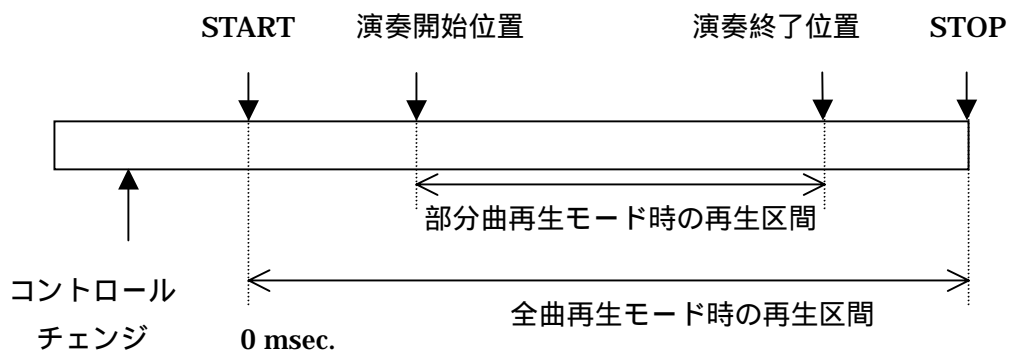 START 演奏開始位置 演奏終了位置 STOP
部分曲再生モード時の再生区間
コントロール
チェンジ
全曲再生モード時の再生区間
0 msec.